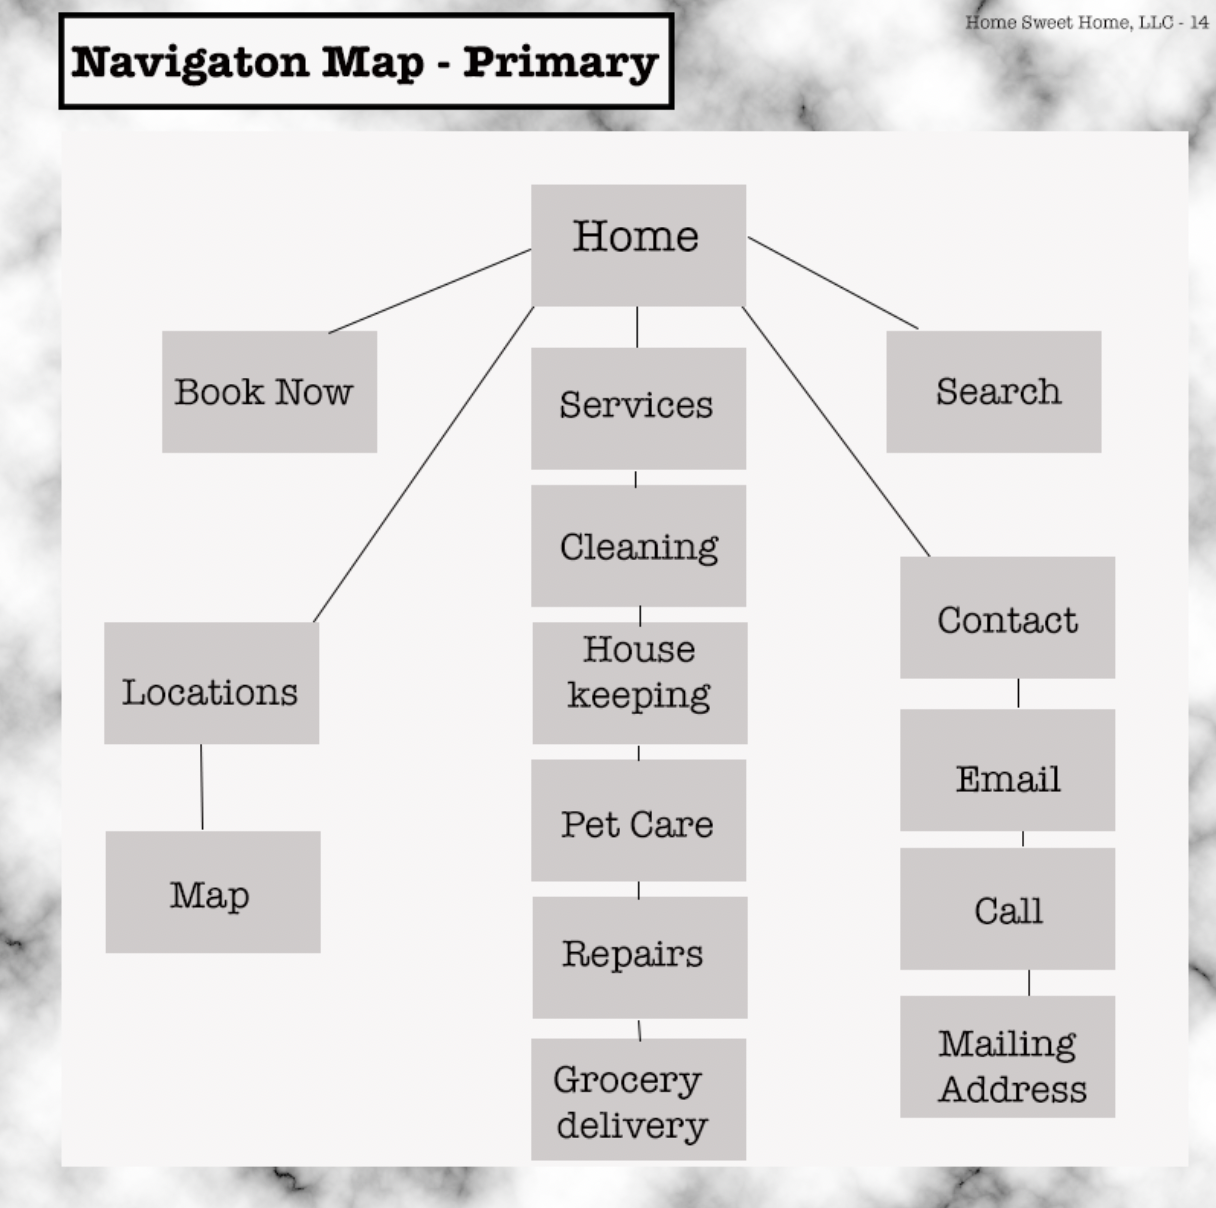 Home Sweet Home, LLC - 14
Navigaton Map - Primary
Home
Book Now
Services
Search
Cleaning
Contact
House
keeping
Locations
Email
Pet Care
Map
Call
Repairs
Mailing
Address
Grocery
delivery